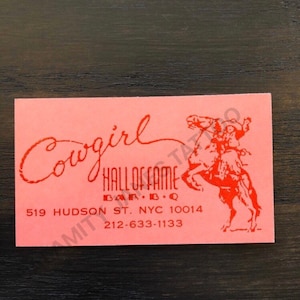 Cowgirl
HALL OF FAME
BAR·B·Q
519 HUDSON ST. NYC 10014
212-633-1133